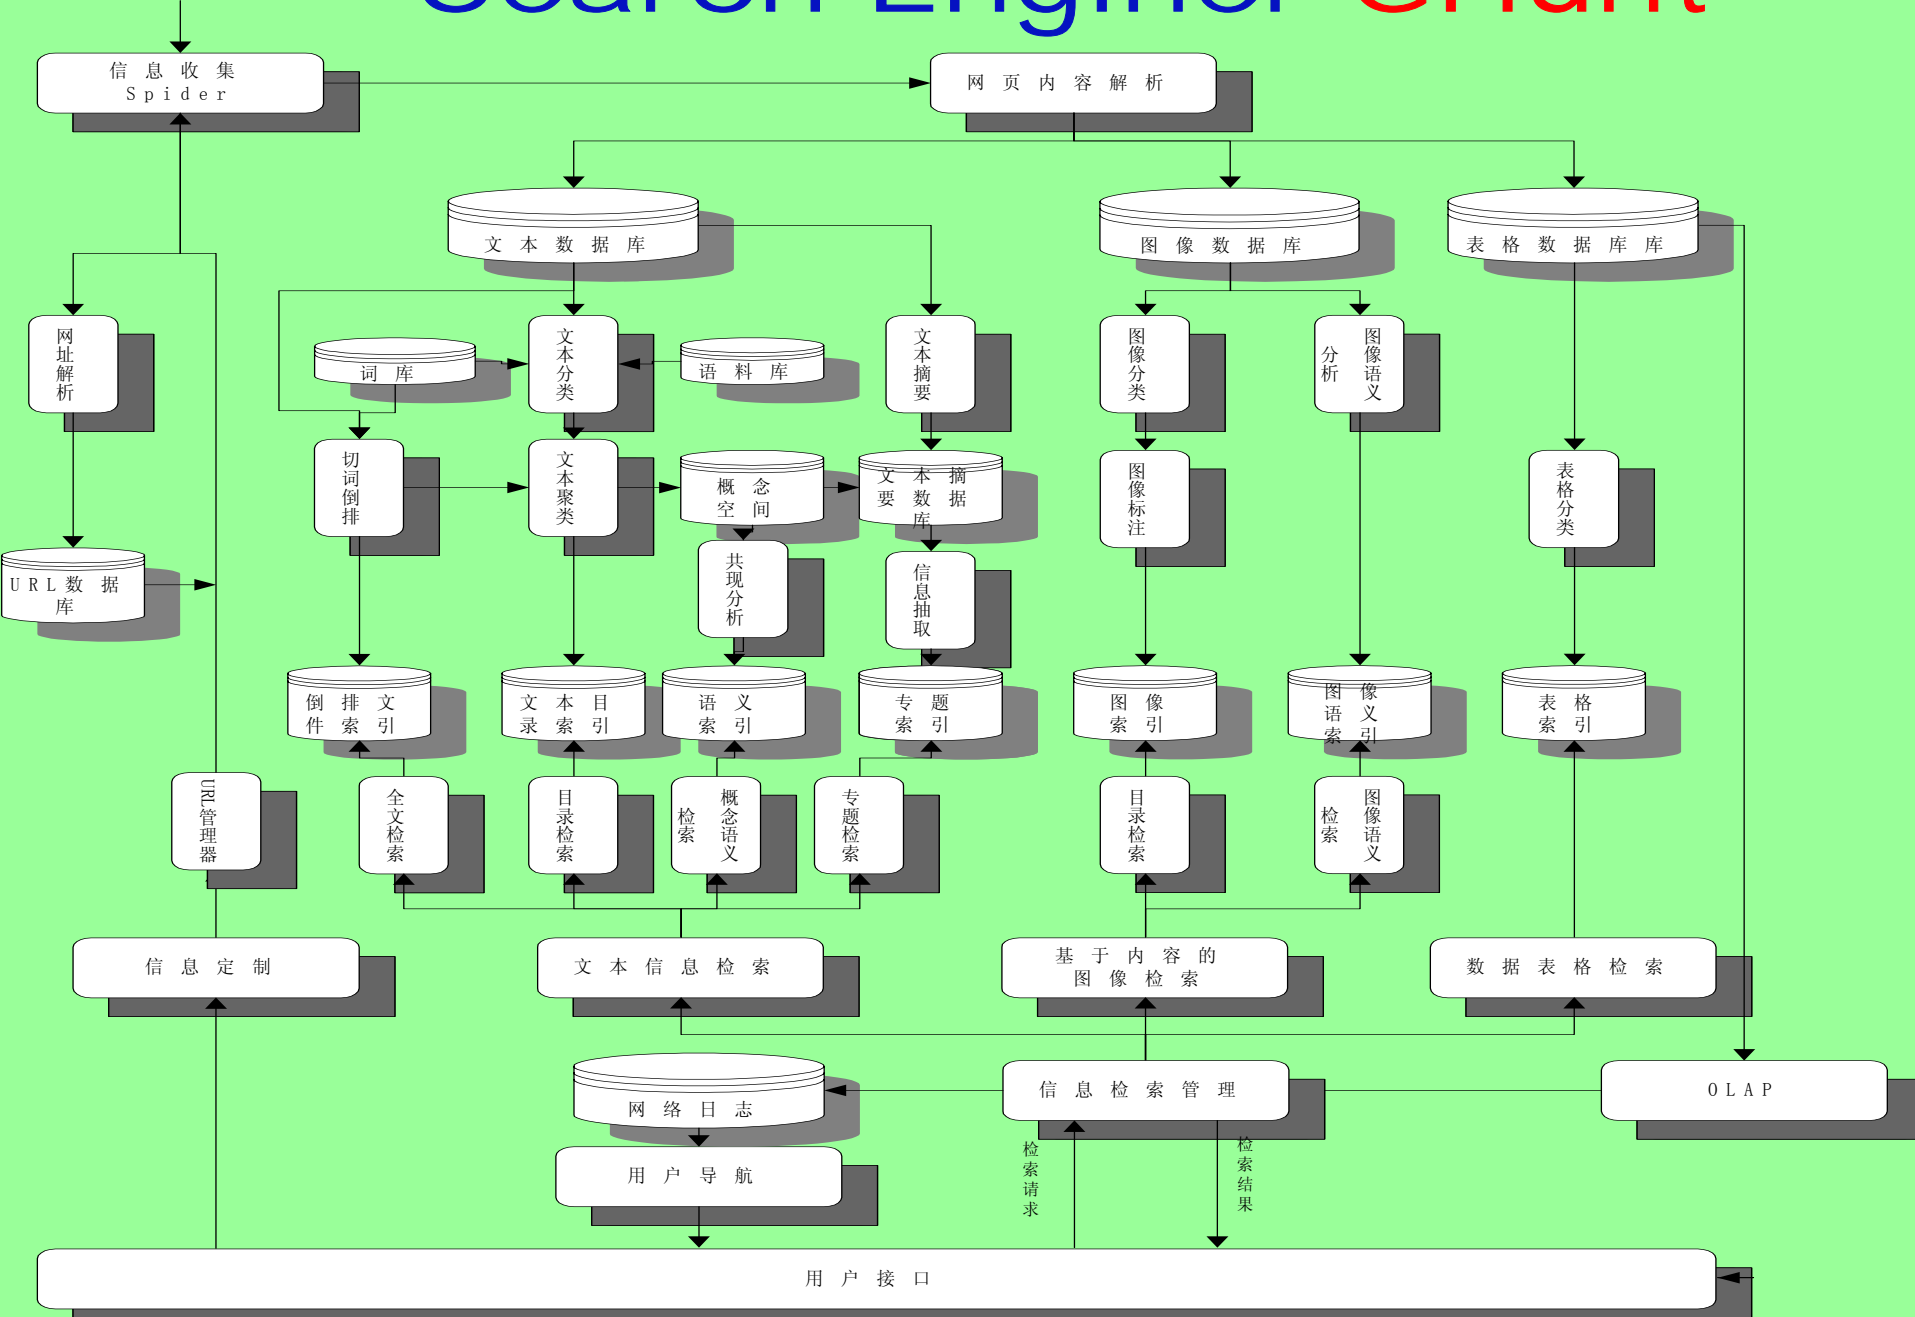 信息收集
Spider
网页内容解析
文本数据库
图像数据库
表格数据库库
网址解析
词库
文本分类
语料库
文本摘要
图像分类
图像语义
分析
切词倒排
文本聚类
概念
空间
文本摘
要数据
库
图像标注
表格分类
URL数据
库
共现分析
信息抽取
倒排文
件索引
文本目
录索引
语义
索引
专题
索引
图像
索引
图像
语义
索引
表格
索引
URL管理器
全文检索
目录检索
概念语义
检索
专题检索
目录检索
图像语义
检索
信息定制
文本信息检索
基于内容的
图像检索
数据表格检索
网络日志
信息检索管理
OLAP
用户导航
检索请求
检索结果
用户接口